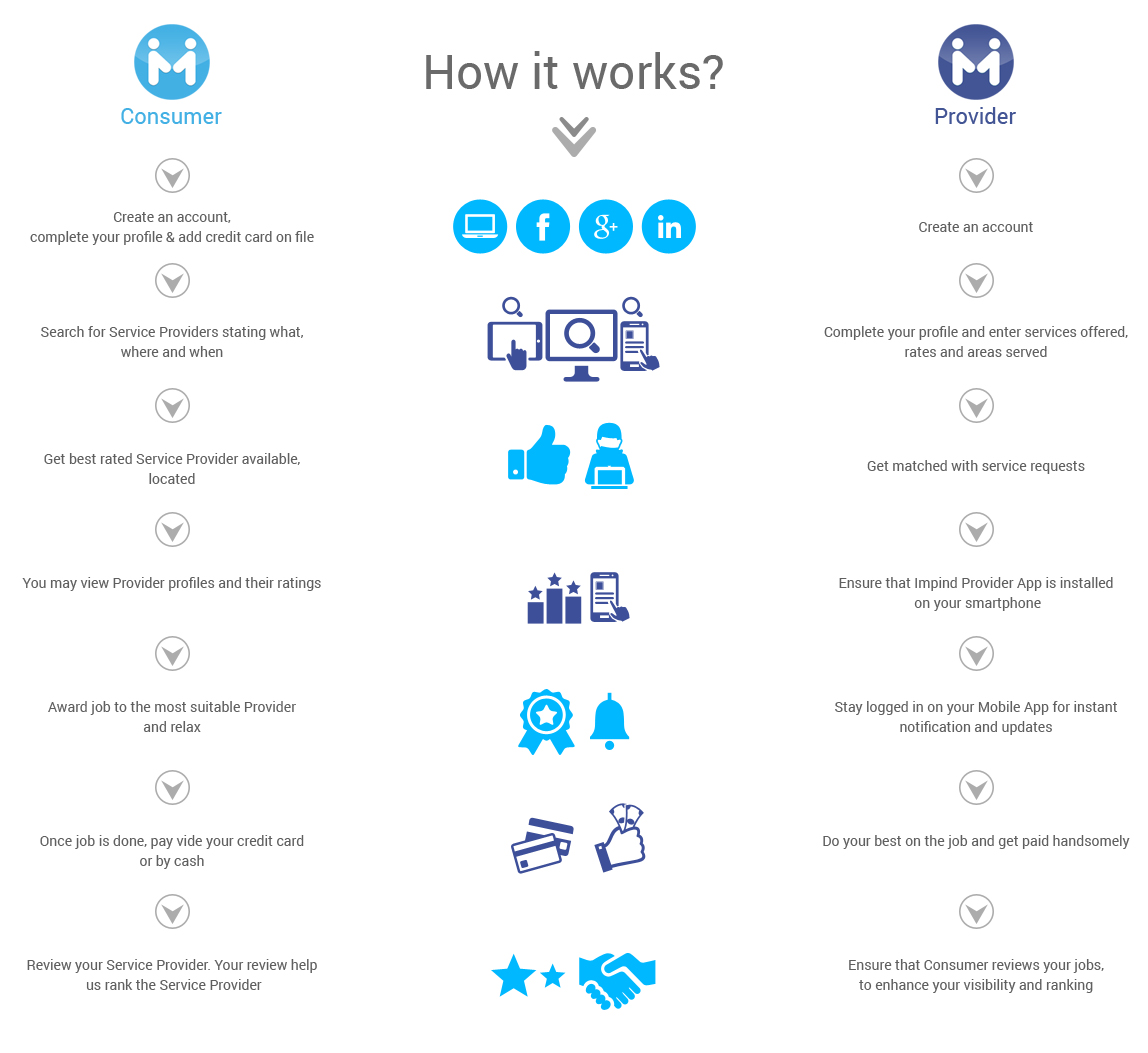 How it works?
Consumer
Create an account,
complete your profile & add credit card on file
Search for Service Providers stating what,
where and when
Get best rated Service Provider available,
located
You may view Provider profiles and their ratings
Award job to the most suitable Provider
and relax
Once job is done, pay vide your credit card
or by cash
Review your Service Provider. Your review help
us rank the Service Provider
f
g+
in
Provider
Create an account
Complete your profile and enter services offered,
rates and areas served
Get matched with service requests
Ensure that Impind Provider App is installed
on your smartphone
Stay logged in on your Mobile App for instant
notification and updates
Do your best on the job and get paid handsomely
Ensure that Consumer reviews your jobs,
to enhance your visibility and ranking